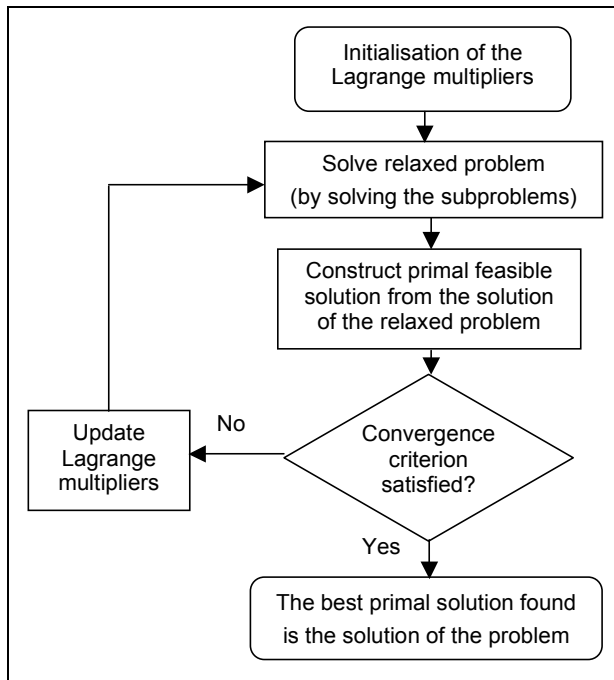 Initialisation of the
Lagrange multipliers
Solve relaxed problem
(by solving the subproblems)
Construct primal feasible
solution from the solution
of the relaxed problem
Convergence
criterion
satisfied?
No
Update
Lagrange
multipliers
Yes
The best primal solution found
is the solution of the problem